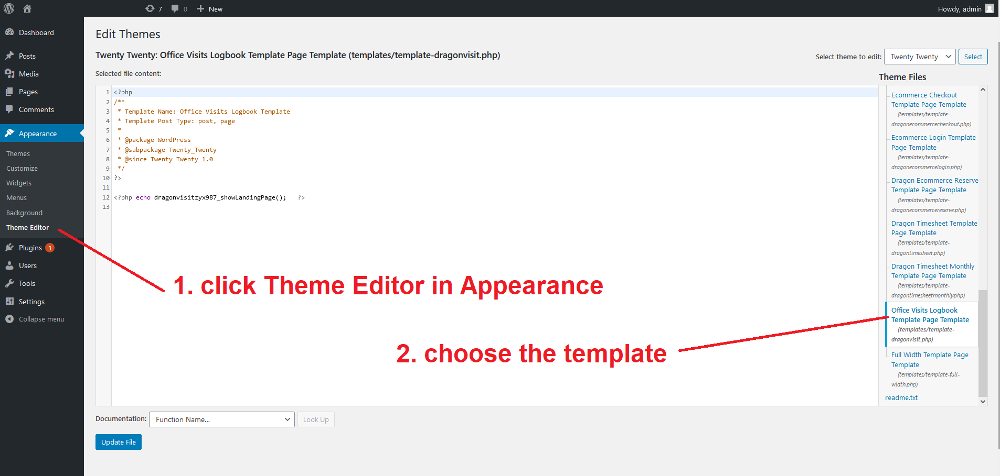 7
0
New
Howdy, admin
Dashboard
Posts
Media
Pages
Comments
Appearance
Themes
Customize
Widgets
Menus
Background
Theme Editor
Plugins 3
Users
Tools
Settings
Collapse menu
Edit Themes
Twenty Twenty: Office Visits Logbook Template Page Template (templates/template-dragonvisit.php)
Select theme to edit: Twenty Twenty Select
Selected file content:
1 <?php
2 /**
3 * Template Name: Office Visits Logbook Template
4 * Template Post Type: post, page
5 *
6 * @package WordPress
7 * @subpackage Twenty_Twenty
8 * @since Twenty Twenty 1.0
9 */
10 ?>
11
12 <?php echo dragonvisitzyx987_showLandingPage(); ?>
13
1. click Theme Editor in Appearance
2. choose the template
Theme Files
Ecommerce Checkout
Template Page Template
(templates/template-
dragonecommercecheckout.php)
Ecommerce Login Template
Page Template
(templates/template-
dragonecommercelogin.php)
Dragon Ecommerce Reserve
Template Page Template
(templates/template-
dragonecommercereserve.php)
Dragon Timesheet Template
Page Template
(templates/template-
dragontimesheet.php)
Dragon Timesheet Monthly
Template Page Template
(templates/template-
dragontimesheetmonthly.php)
Office Visits Logbook
Template Page Template
(templates/template-
dragonvisit.php)
Full Width Template Page
Template
(templates/template-full-
width.php)
readme.txt
Documentation: Function Name... Look Up
Update File